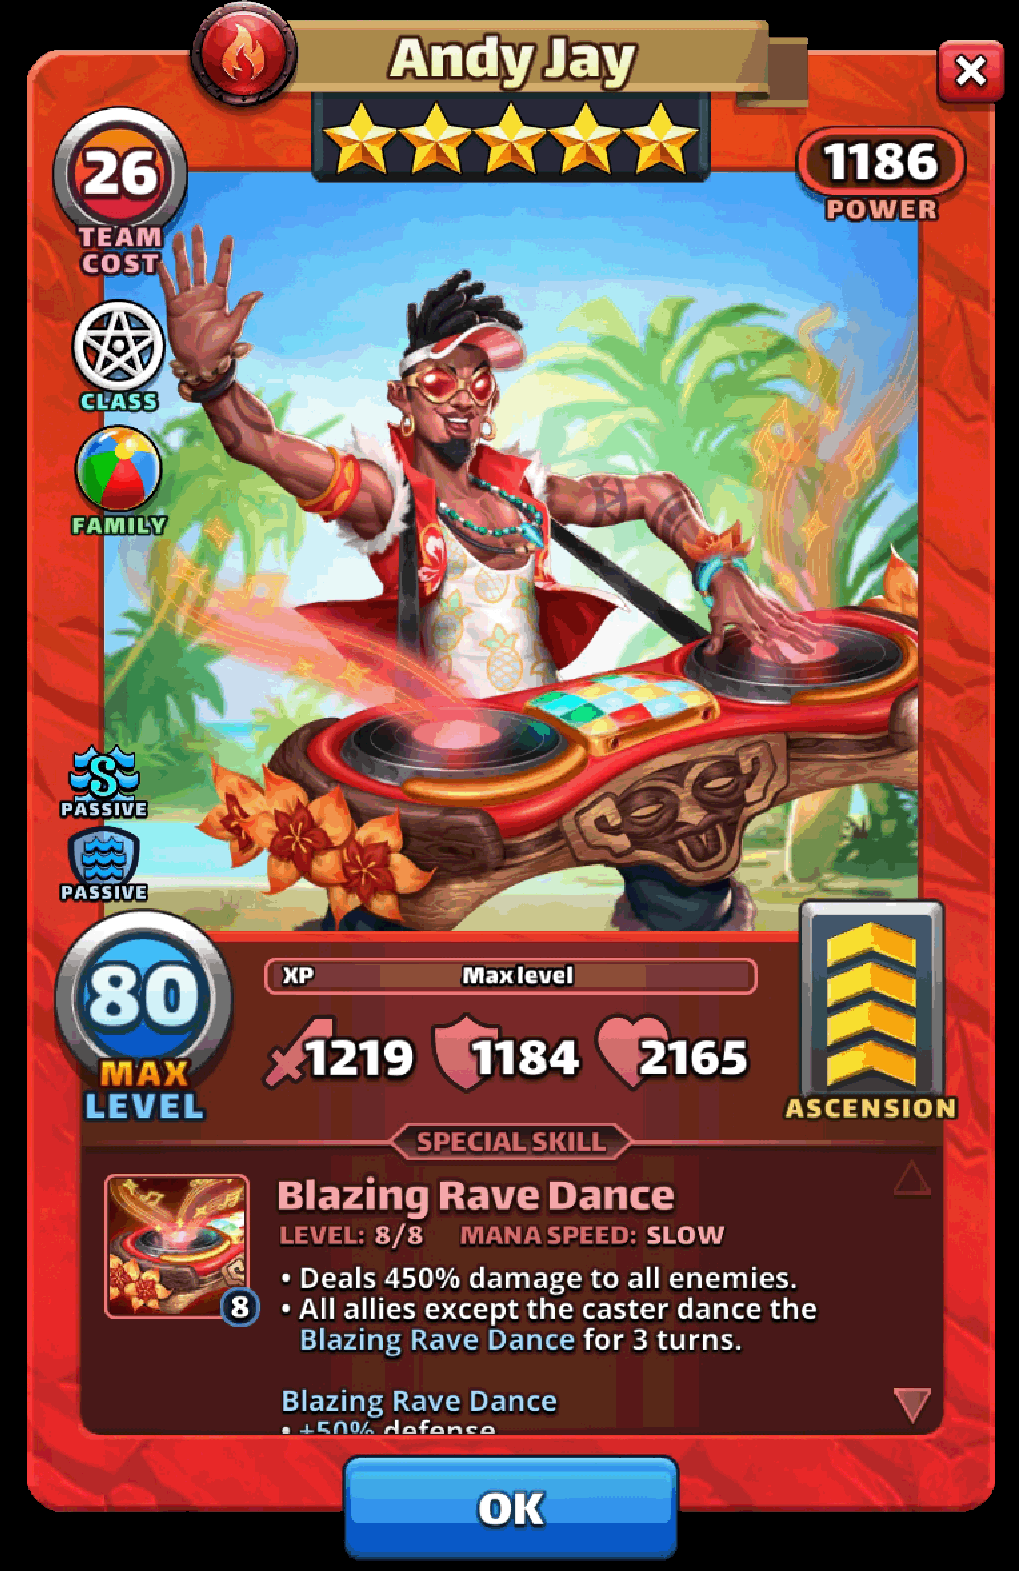 Andy Jay
26
TEAM
COST
1186
POWER
CLASS
FAMILY
S
PASSIVE
PASSIVE
80
MAX
LEVEL
XP
Max level
1219
1184
2165
ASCENSION
SPECIAL SKILL
Blazing Rave Dance
LEVEL: 8/8 MANA SPEED: SLOW
8
• Deals 450% damage to all enemies.
• All allies except the caster dance the
Blazing Rave Dance for 3 turns.
Blazing Rave Dance
• +50% defense
OK